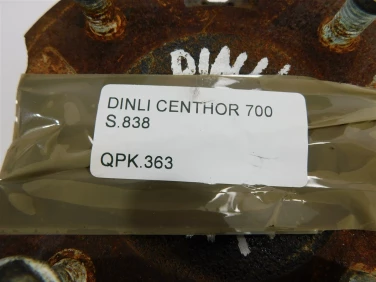 DINLI
DINLI CENTHOR 700
S.838
QPK.363